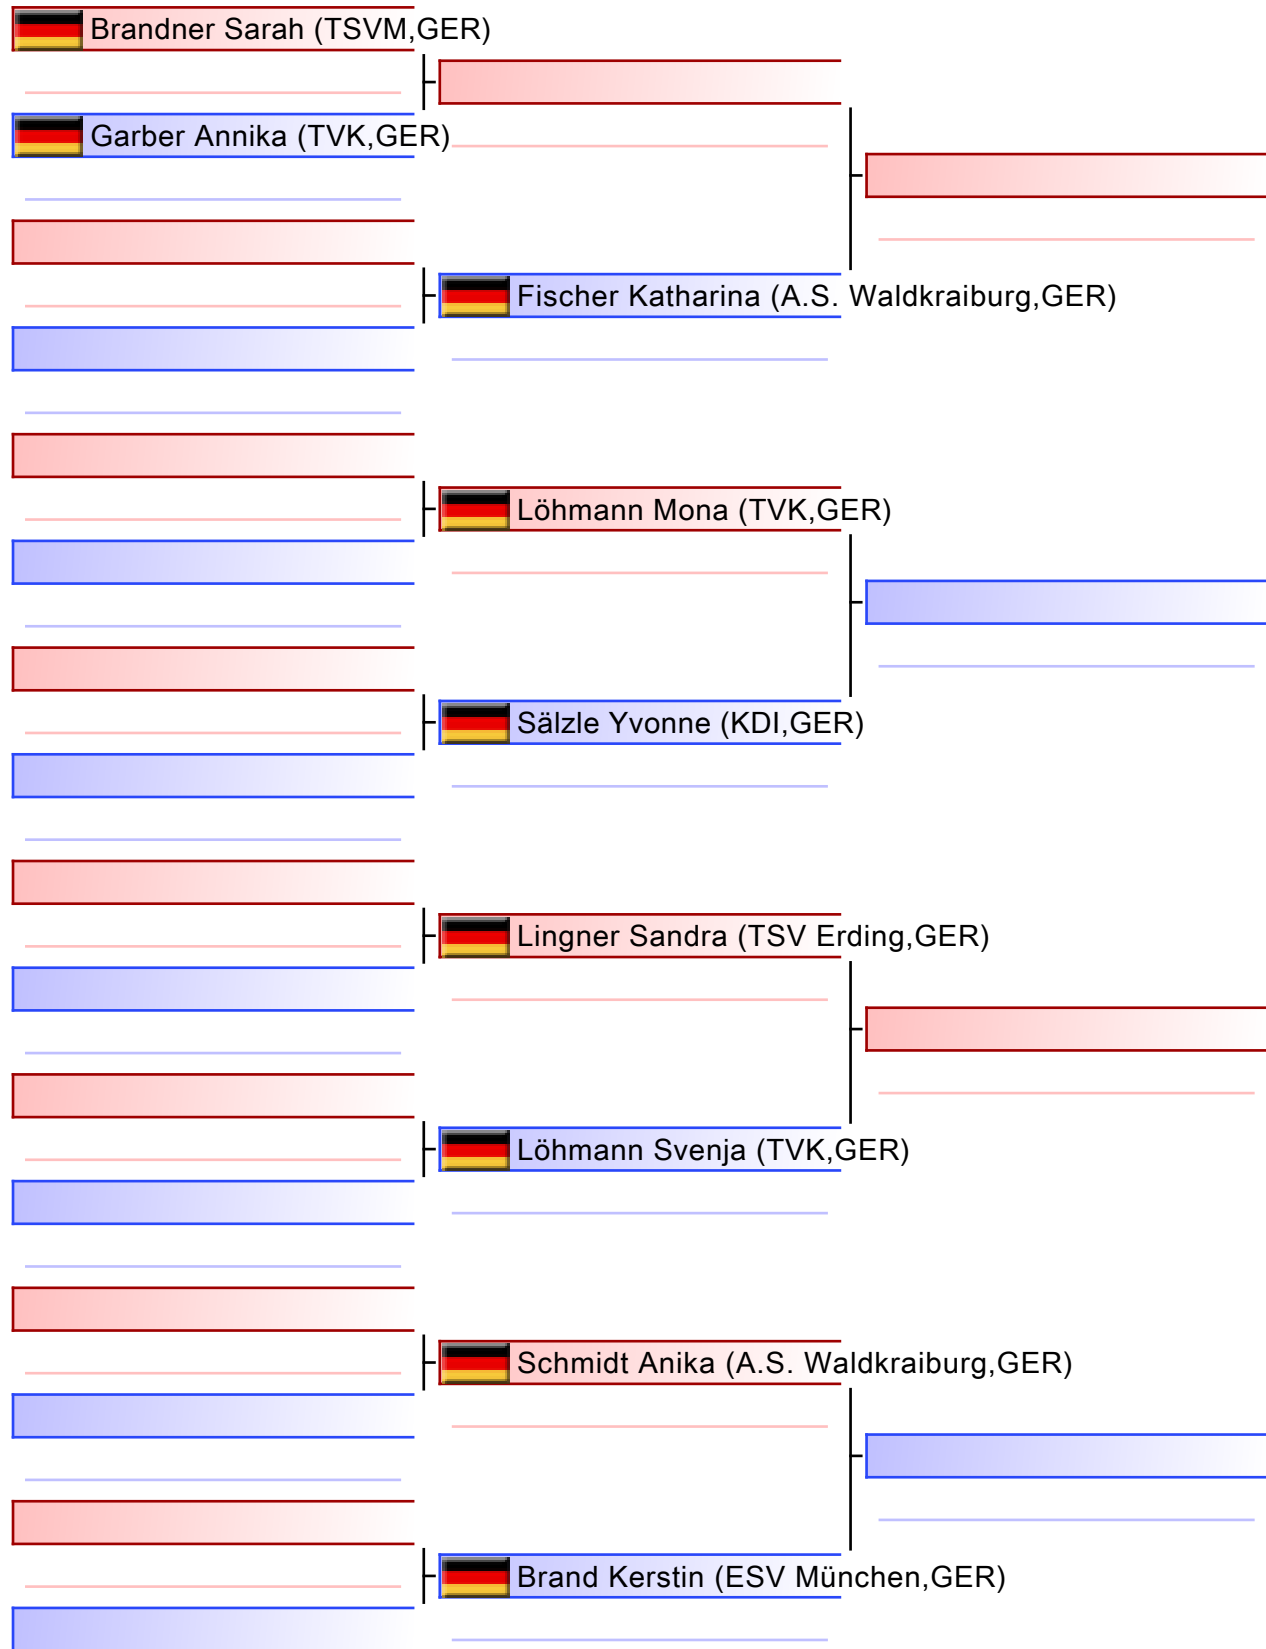 Brandner Sarah (TSVM,GER)
Garber Annika (TVK,GER)
Fischer Katharina (A.S. Waldkraiburg,GER)
Löhmann Mona (TVK,GER)
Sälzle Yvonne (KDI,GER)
Lingner Sandra (TSV Erding,GER)
Löhmann Svenja (TVK,GER)
Schmidt Anika (A.S. Waldkraiburg,GER)
Brand Kerstin (ESV München,GER)